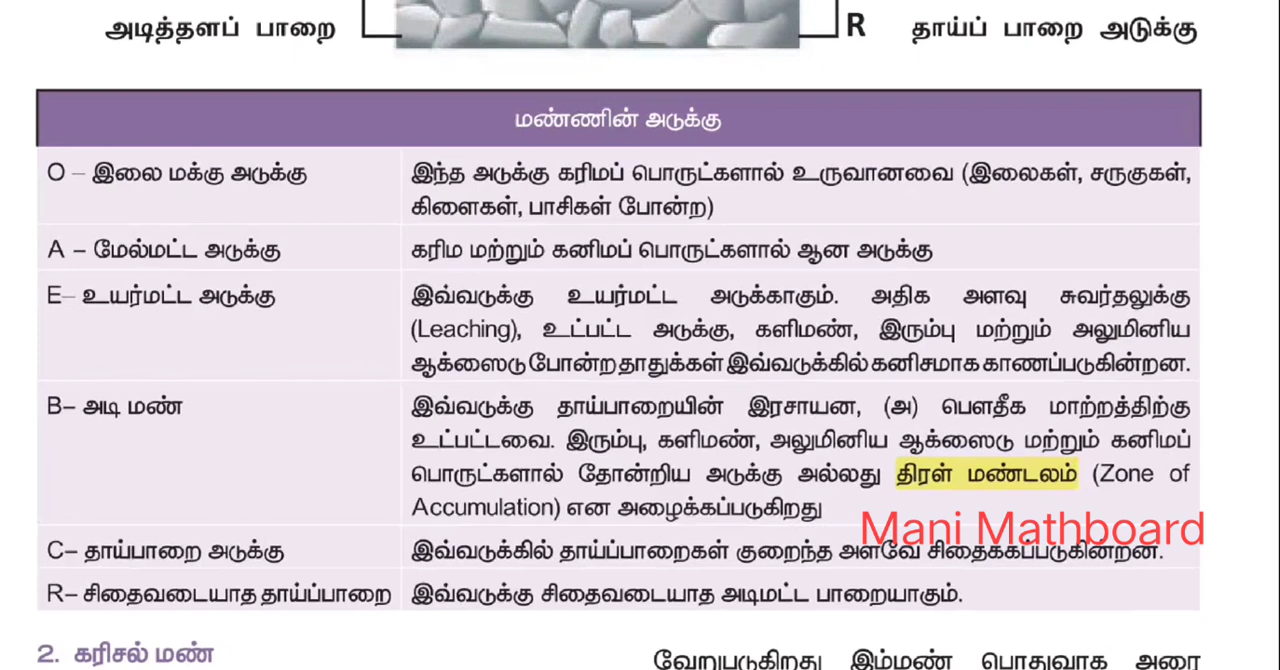 அடித்தளப் பாறை
R தாய்ப் பாறை அடுக்கு
மண்ணின் அடுக்கு
O – இலை மக்கு அடுக்கு
இந்த அடுக்கு கரிமப் பொருட்களால் உருவானவை (இலைகள், சருகுகள்,
கிளைகள், பாசிகள் போன்ற)
A – மேல்மட்ட அடுக்கு
கரிம மற்றும் கனிமப் பொருட்களால் ஆன அடுக்கு
E– உயர்மட்ட அடுக்கு
இவ்வடுக்கு உயர்மட்ட அடுக்காகும். அதிக அளவு சுவர்தலுக்கு
(Leaching), உட்பட்ட அடுக்கு, களிமண், இரும்பு மற்றும் அலுமினிய
ஆக்ஸைடு போன்ற தாதுக்கள் இவ்வடுக்கில் கனிசமாக காணப்படுகின்றன.
B– அடி மண்
இவ்வடுக்கு தாய்பாறையின் இரசாயன, (அ) பௌதீக மாற்றத்திற்கு
உட்பட்டவை. இரும்பு, களிமண், அலுமினிய ஆக்ஸைடு மற்றும் கனிமப்
பொருட்களால் தோன்றிய அடுக்கு அல்லது திரள் மண்டலம் (Zone of
Accumulation) என அழைக்கப்படுகிறது
Mani Mathboard
C– தாய்பாறை அடுக்கு
இவ்வடுக்கில் தாய்ப்பாறைகள் குறைந்த அளவே சிதைக்கப்படுகின்றன.
R– சிதைவடையாத தாய்ப்பாறை
இவ்வடுக்கு சிதைவடையாத அடிமட்ட பாறையாகும்.
2. கரிசல் மண்
வேறுபடுகிறது இம்மண் பொதுவாக அரை